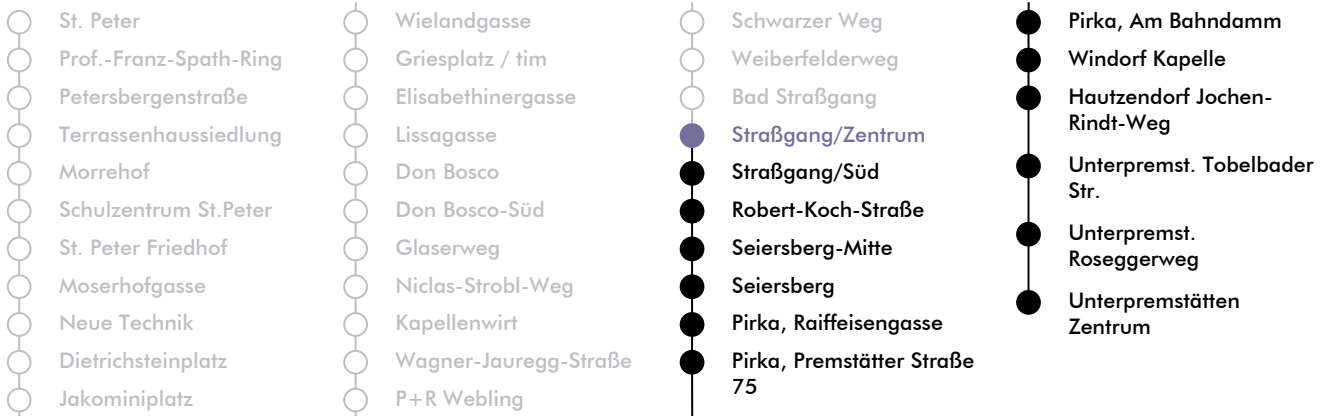 St. Peter
Prof.-Franz-Spath-Ring
Petersbergenstraße
Terrassenhaussiedlung
Morrehof
Schulzentrum St.Peter
St. Peter Friedhof
Moserhofgasse
Neue Technik
Dietrichsteinplatz
Jakominiplatz
Wielandgasse
Griesplatz / tim
Elisabethinergasse
Lissagasse
Don Bosco
Don Bosco-Süd
Glaserweg
Niclas-Strobl-Weg
Kapellenwirt
Wagner-Jauregg-Straße
P+R Webling
Schwarzer Weg
Weiberfelderweg
Bad Straßgang
Straßgang/Zentrum
Straßgang/Süd
Robert-Koch-Straße
Seiersberg-Mitte
Seiersberg
Pirka, Raiffeisengasse
Pirka, Premstätter Straße
75
Pirka, Am Bahndamm
Windorf Kapelle
Hautzendorf Jochen-
Rindt-Weg
Unterpremst. Tobelbader
Str.
Unterpremst.
Roseggerweg
Unterpremstätten
Zentrum